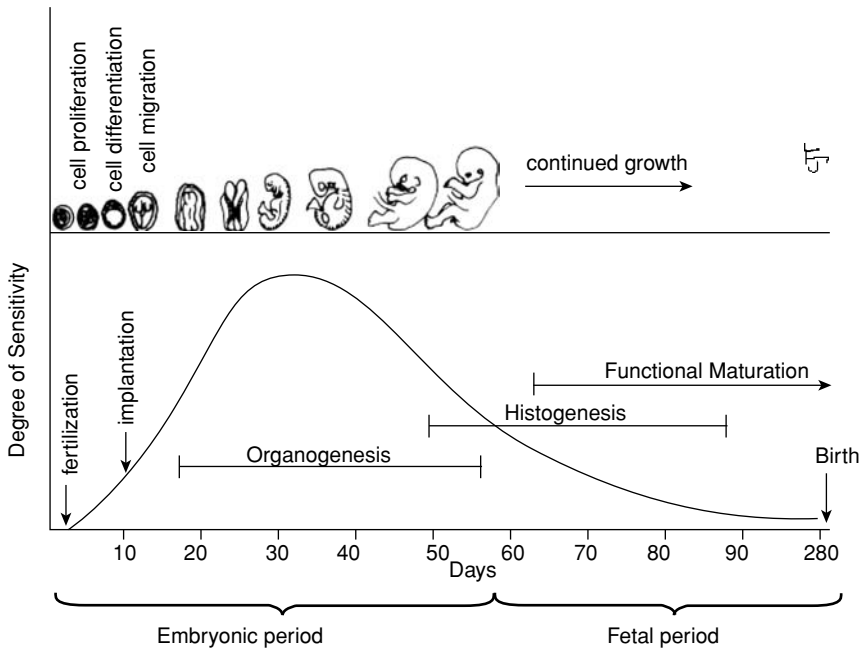 cell proliferation
cell differentiation
cell migration
continued growth
Degree of Sensitivity
fertilization
implantation
Functional Maturation
Histogenesis
Organogenesis
Birth
10 20 30 40 50 60 70 80 90 280
Days
Embryonic period
Fetal period